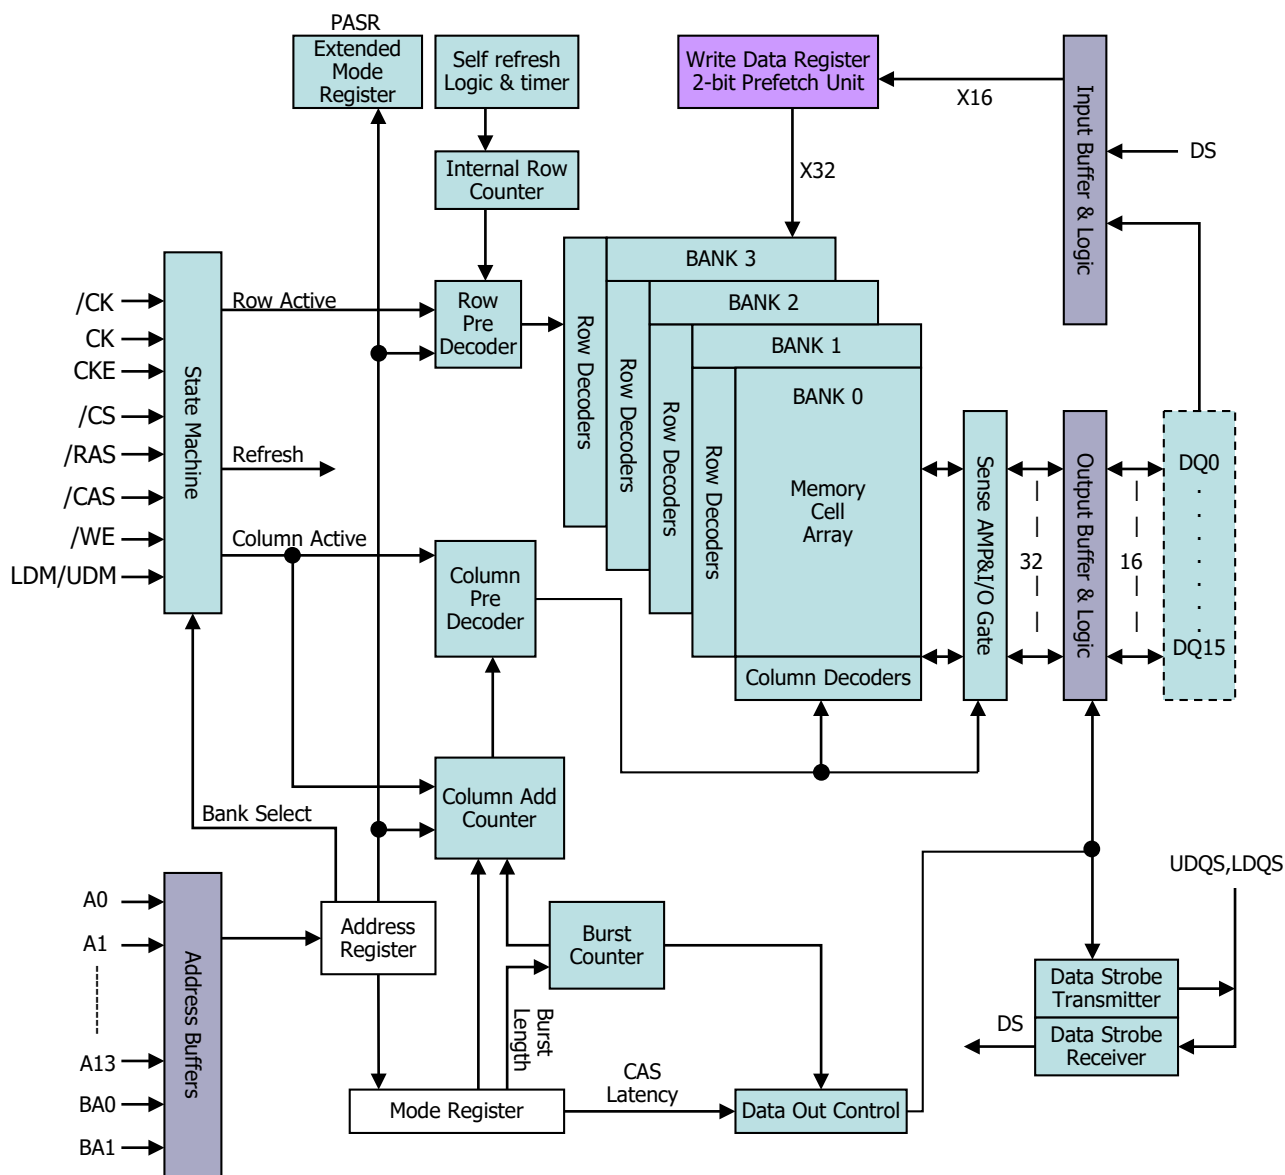 PASR
Extended
Mode
Register
Self refresh
Logic & timer
Write Data Register
2-bit Prefetch Unit
X16
Input Buffer & Logic
DS
Internal Row
Counter
X32
BANK 3
BANK 2
BANK 1
BANK 0
Row Decoders
Row Decoders
Row Decoders
Row Decoders
Memory
Cell
Array
Column Decoders
/CK
CK
CKE
/CS
/RAS
/CAS
/WE
LDM/UDM
State Machine
Row Active
Refresh
Column Active
Row
Pre
Decoder
Column
Pre
Decoder
Sense AMP&I/O Gate
32
Output Buffer & Logic
16
DQ0
.
.
.
.
.
.
.
DQ15
Bank Select
Column Add
Counter
UDQS,LDQS
A0
A1
A13
BA0
BA1
Address Buffers
Address
Register
Burst
Counter
Burst
Length
Data Strobe
Transmitter
DS
Data Strobe
Receiver
Mode Register
CAS
Latency
Data Out Control